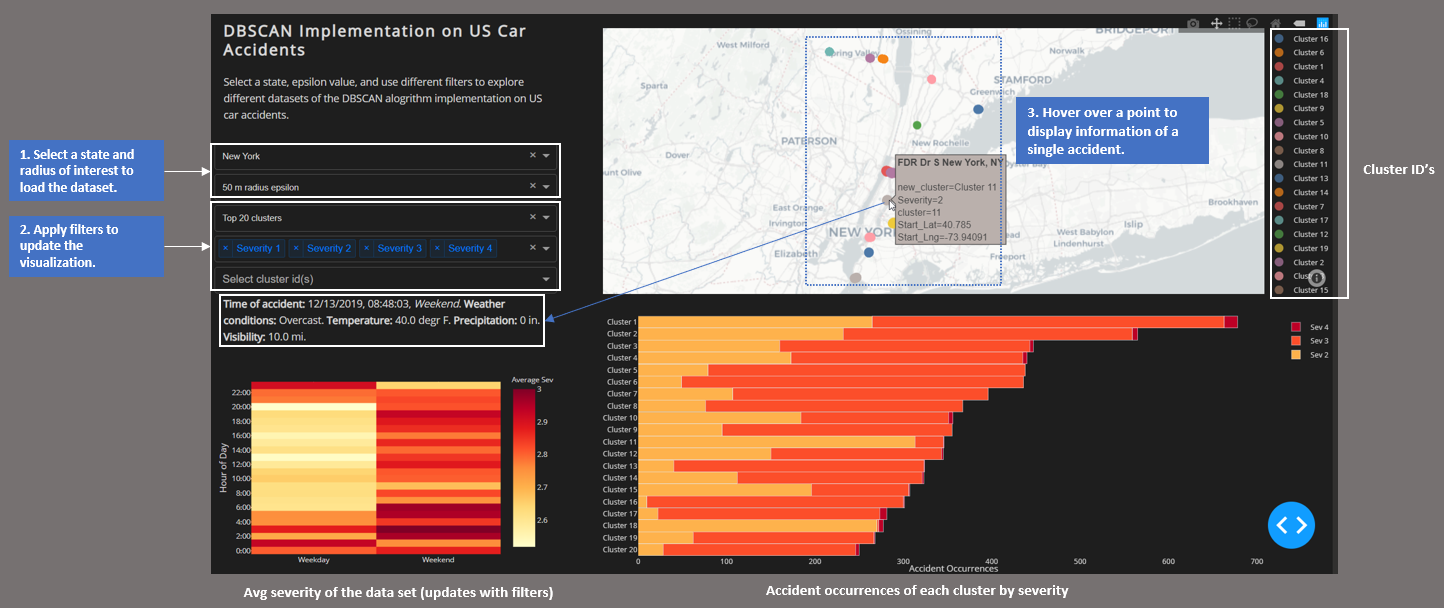 DBSCAN Implementation on US Car
Accidents
Select a state, epsilon value, and use different filters to explore
different datasets of the DBSCAN alogrithm implementation on US
car accidents.
1. Select a state and
radius of interest to
load the dataset.
New York
50 m radius epsilon
2. Apply filters to
update the
visualization.
Top 20 clusters
× Severity 1 × Severity 2 × Severity 3 × Severity 4
Select cluster id(s)
Time of accident: 12/13/2019, 08:48:03, Weekend. Weather
conditions: Overcast. Temperature: 40.0 degr F. Precipitation: 0 in.
Visibility: 10.0 mi.
Ossining
BRIDGEPORT
West Milford
Spring Valley
Norwalk
Sparta
STAMFORD
Greenwich
PATERSON
New Rochelle
Dover
Oyster Bay
East Orange
Irvington
NEW YORK
Elizabeth
West Babylon
Lindenhurst
Islip
Brookhaven
Freeport
FDR Dr S New York, NY
new_cluster=Cluster 11
Severity=2
cluster=11
Start_Lat=40.785
Start_Lng=-73.94091
3. Hover over a point to
display information of a
single accident.
Cluster 16
Cluster 6
Cluster 1
Cluster 4
Cluster 18
Cluster 9
Cluster 5
Cluster 10
Cluster 8
Cluster 11
Cluster 13
Cluster 14
Cluster 7
Cluster 17
Cluster 12
Cluster 19
Cluster 2
Cluster 15
Cluster ID's
Average Sev
3
2.9
2.8
2.7
2.6
Hour of Day
22:00
20:00
18:00
16:00
14:00
12:00
10:00
8:00
6:00
4:00
2:00
0:00
Weekday
Weekend
Avg severity of the data set (updates with filters)
Cluster 1
Cluster 2
Cluster 3
Cluster 4
Cluster 5
Cluster 6
Cluster 7
Cluster 8
Cluster 10
Cluster 9
Cluster 11
Cluster 12
Cluster 13
Cluster 14
Cluster 15
Cluster 16
Cluster 17
Cluster 18
Cluster 19
Cluster 20
0 100 200 300 400 500 600 700
Accident Occurrences
Sev 4
Sev 3
Sev 2
Accident occurrences of each cluster by severity